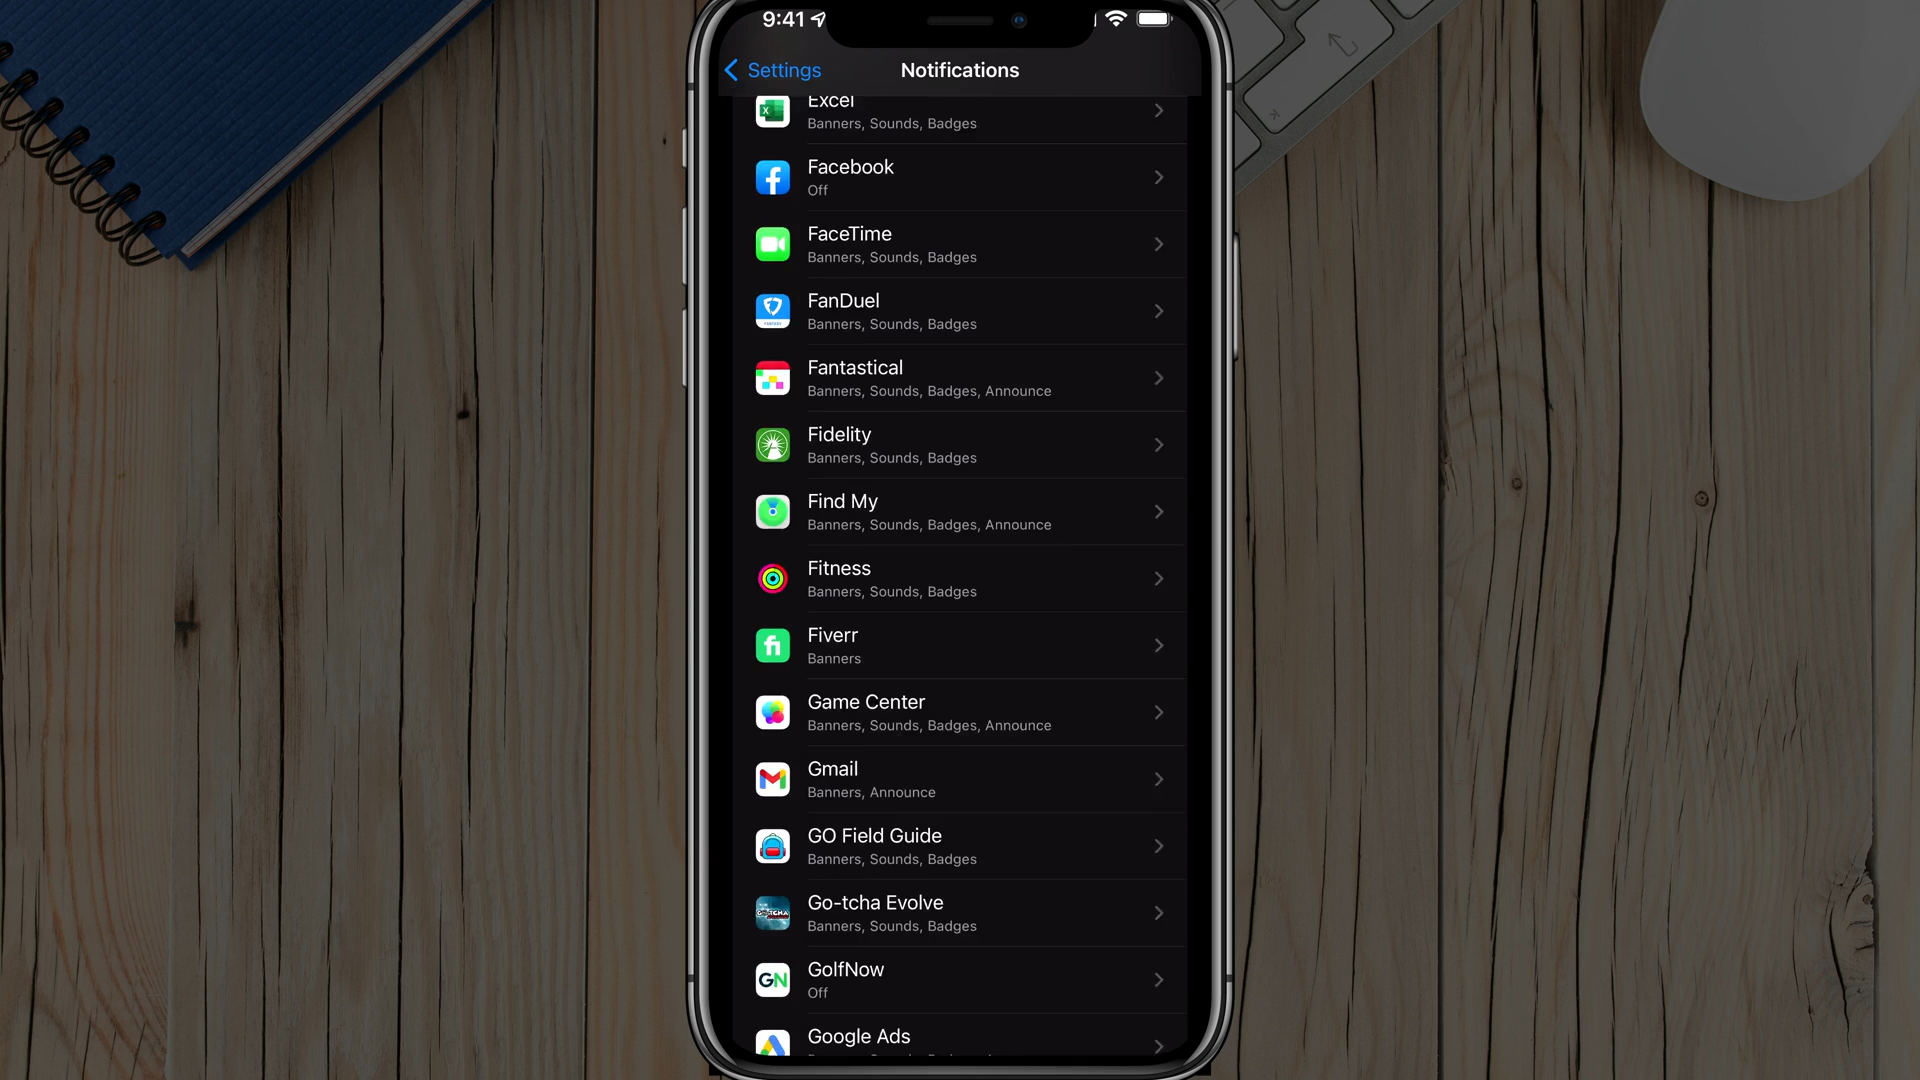 9:41
Settings
Notifications
Excel
Banners, Sounds, Badges
Facebook
Off
FaceTime
Banners, Sounds, Badges
FanDuel
Banners, Sounds, Badges
Fantastical
Banners, Sounds, Badges, Announce
Fidelity
Banners, Sounds, Badges
Find My
Banners, Sounds, Badges, Announce
Fitness
Banners, Sounds, Badges
Fiverr
Banners
Game Center
Banners, Sounds, Badges, Announce
Gmail
Banners, Announce
GO Field Guide
Banners, Sounds, Badges
Go-tcha Evolve
Banners, Sounds, Badges
GN
GolfNow
Off
Google Ads